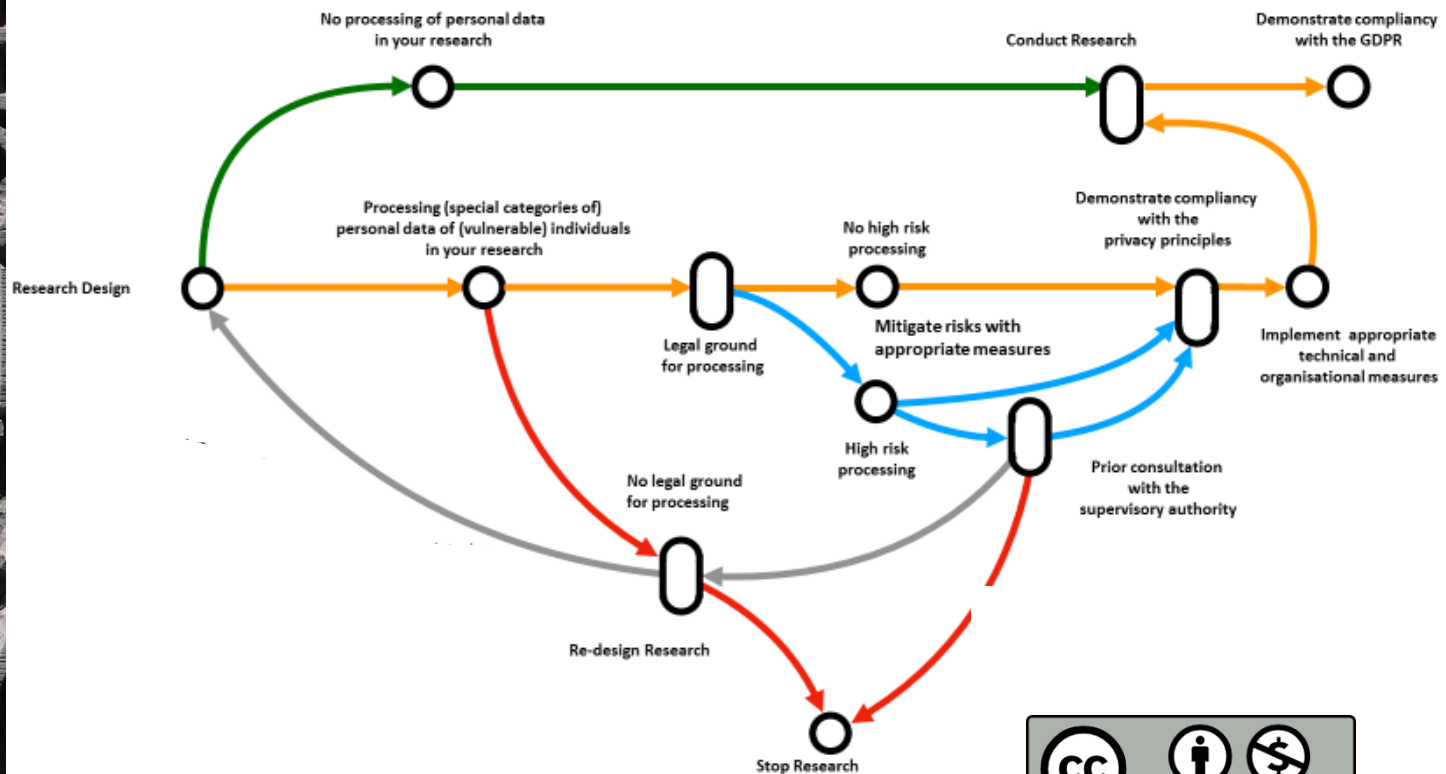 No processing of personal data
in your research
Conduct Research
Demonstrate compliancy
with the GDPR
Processing (special categories of)
personal data of (vulnerable) individuals
in your research
No high risk
processing
Demonstrate compliancy
with the
privacy principles
Research Design
Legal ground
for processing
Mitigate risks with
appropriate measures
Implement appropriate
technical and
organisational measures
High risk
processing
Prior consultation
with the
supervisory authority
No legal ground
for processing
Re-design Research
Stop Research
cc